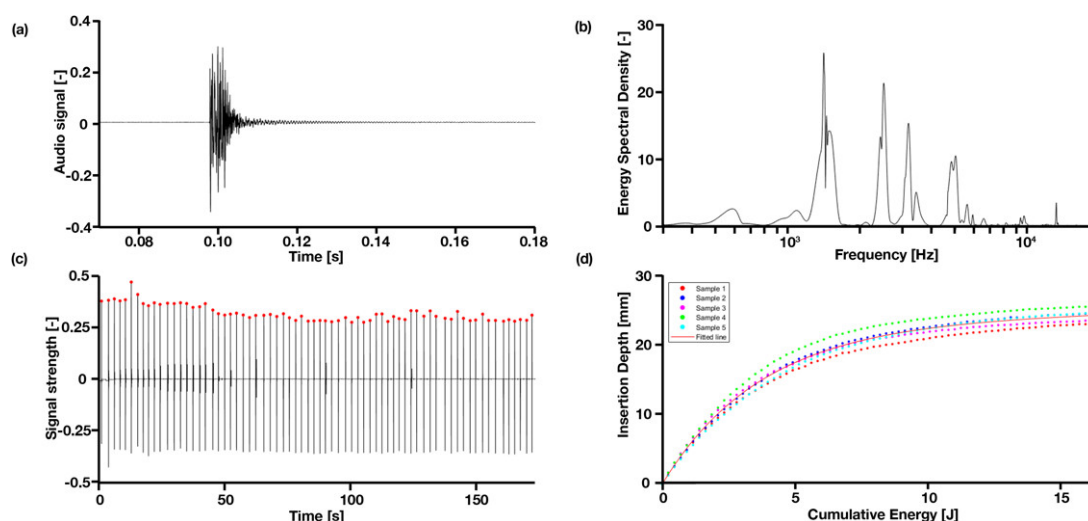 (a)
0.4
0.2
0
-0.2
-0.4
Audio signal [-]
0.08
0.10
0.12
0.14
0.16
0.18
Time [s]
(b)
30
20
10
0
Energy Spectral Density [-]
10³
10⁴
Frequency [Hz]
(c)
0.5
0.25
0
-0.25
-0.5
Signal strength [-]
0
50
100
150
Time [s]
(d)
30
20
10
0
Insertion Depth [mm]
Sample 1
Sample 2
Sample 3
Sample 4
Sample 5
Fitted line
0
5
10
15
Cumulative Energy [J]